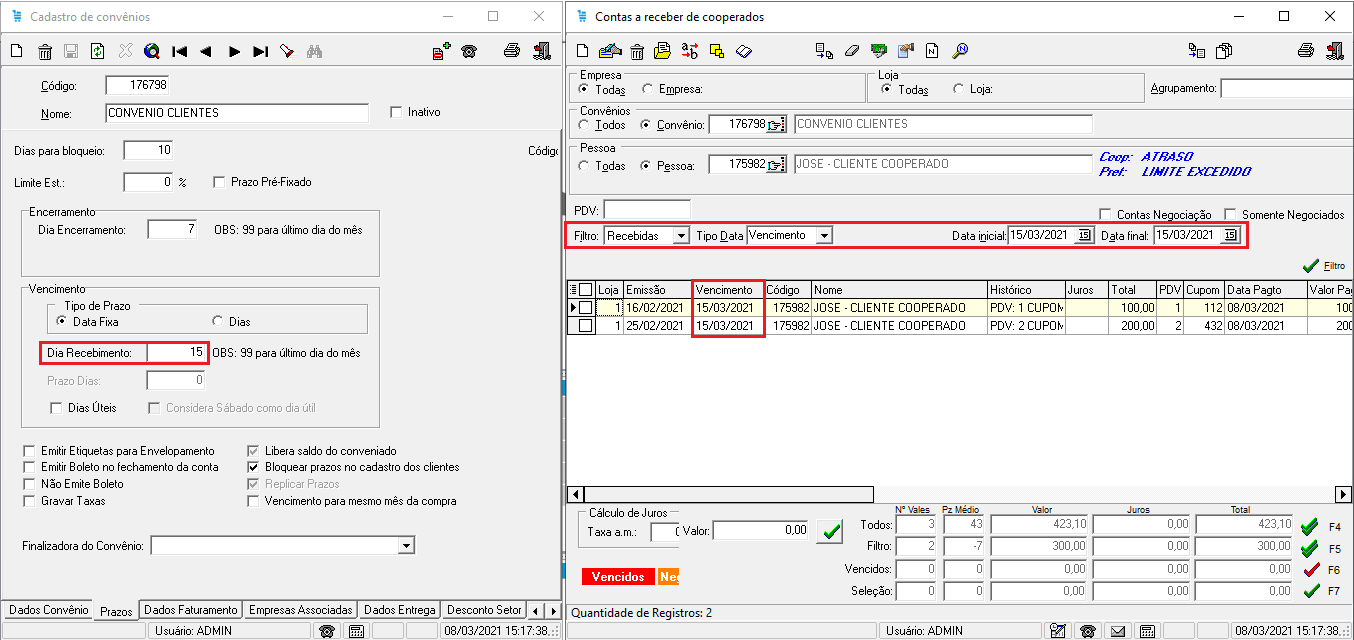 Cadastro de convênios
Código: 176798
Nome: CONVENIO CLIENTES Inativo
Dias para bloqueio: 10 Códig
Limite Est.: 0 % Prazo Pré-Fixado
Encerramento
Dia Encerramento: 7 OBS: 99 para último dia do mês
Vencimento
Tipo de Prazo
Data Fixa Dias
Dia Recebimento: 15 OBS: 99 para último dia do mês
Prazo Dias: 0
Dias Úteis Considera Sábado como dia útil
Emitir Etiquetas para Envelopamento Libera saldo do conveniado
Emitir Boleto no fechamento da conta Bloquear prazos no cadastro dos clientes
Não Emite Boleto Replicar Prazos
Gravar Taxas Vencimento para mesmo mês da compra
Finalizadora do Convênio:
Dados Convênio Prazos Dados Faturamento Empresas Associadas Dados Entrega Desconto Setor
Usuário: ADMIN 08/03/2021 15:17:38
Contas a receber de cooperados
Empresa
Todas Empresa:
Loja
Todas Loja:
Agrupamento:
Convênios
Todos Convênio: 176798 CONVENIO CLIENTES
Pessoa
Todas Pessoa: 175982 JOSE - CLIENTE COOPERADO
Coop: ATRASO
Pref: LIMITE EXCEDIDO
PDV: Contas Negociação Somente Negociados
Filtro: Recebidas Tipo Data Vencimento Data inicial: 15/03/2021 15 Data final: 15/03/2021 15
Filtro
Loja Emissão Vencimento Código Nome Histórico Juros Total PDV Cupom Data Pagto Valor Pag
1 16/02/2021 15/03/2021 175982 JOSE - CLIENTE COOPERADO PDV: 1 CUPOM 100,00 1 112 08/03/2021 100
1 25/02/2021 15/03/2021 175982 JOSE - CLIENTE COOPERADO PDV: 2 CUPOM 200,00 2 432 08/03/2021 200
Cálculo de Juros
Taxa a.m.: Valor: 0,00
Vencidos Neg
Nº Vales Pz Médio Valor Juros Total
Todos: 3 43 423,10 0,00 423,10 F4
Filtro: 2 -7 300,00 0,00 300,00 F5
Vencidos: 0 0 0,00 0,00 0,00 F6
Seleção: 0 0 0,00 0,00 0,00 F7
Quantidade de Registros: 2
Usuário: ADMIN 08/03/2021 15:17:38